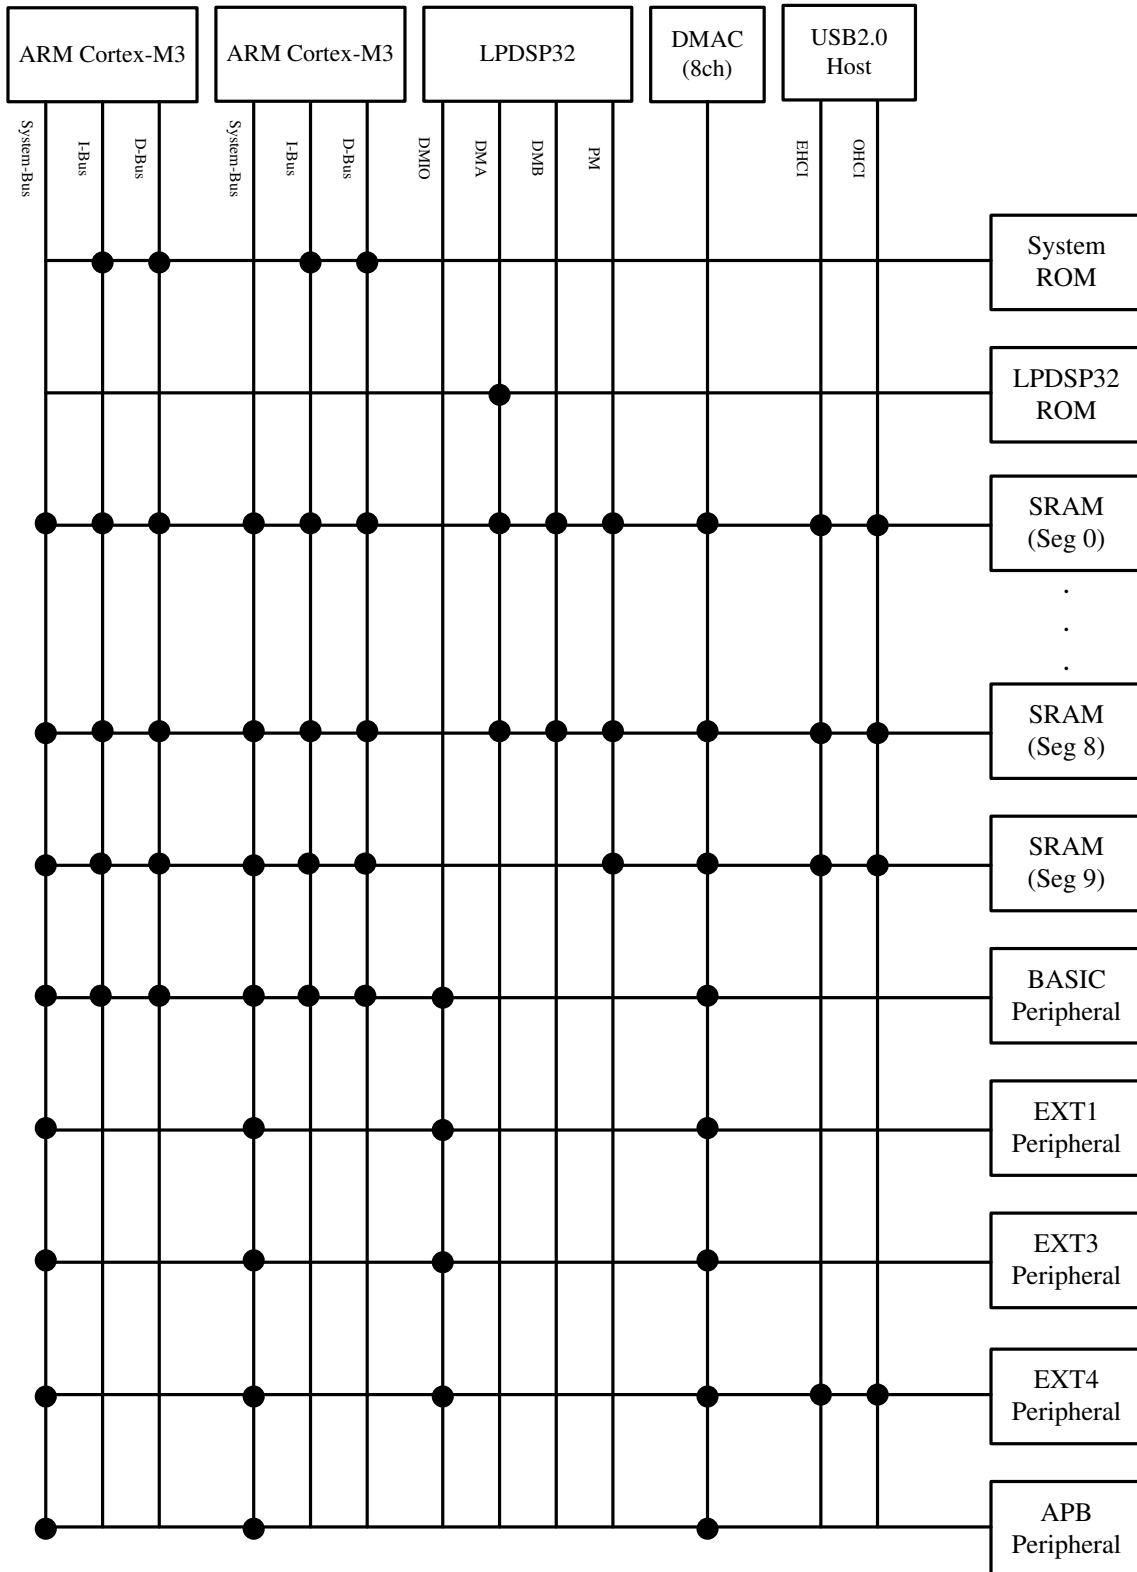 ARM Cortex-M3
ARM Cortex-M3
LPDSP32
DMAC
(8ch)
USB2.0
Host
System-Bus
I-Bus
D-Bus
System-Bus
I-Bus
D-Bus
DMIO
DMA
DMB
PM
EHCI
OHCI
System
ROM
LPDSP32
ROM
SRAM
(Seg 0)
.
.
.
SRAM
(Seg 8)
SRAM
(Seg 9)
BASIC
Peripheral
EXT1
Peripheral
EXT3
Peripheral
EXT4
Peripheral
APB
Peripheral